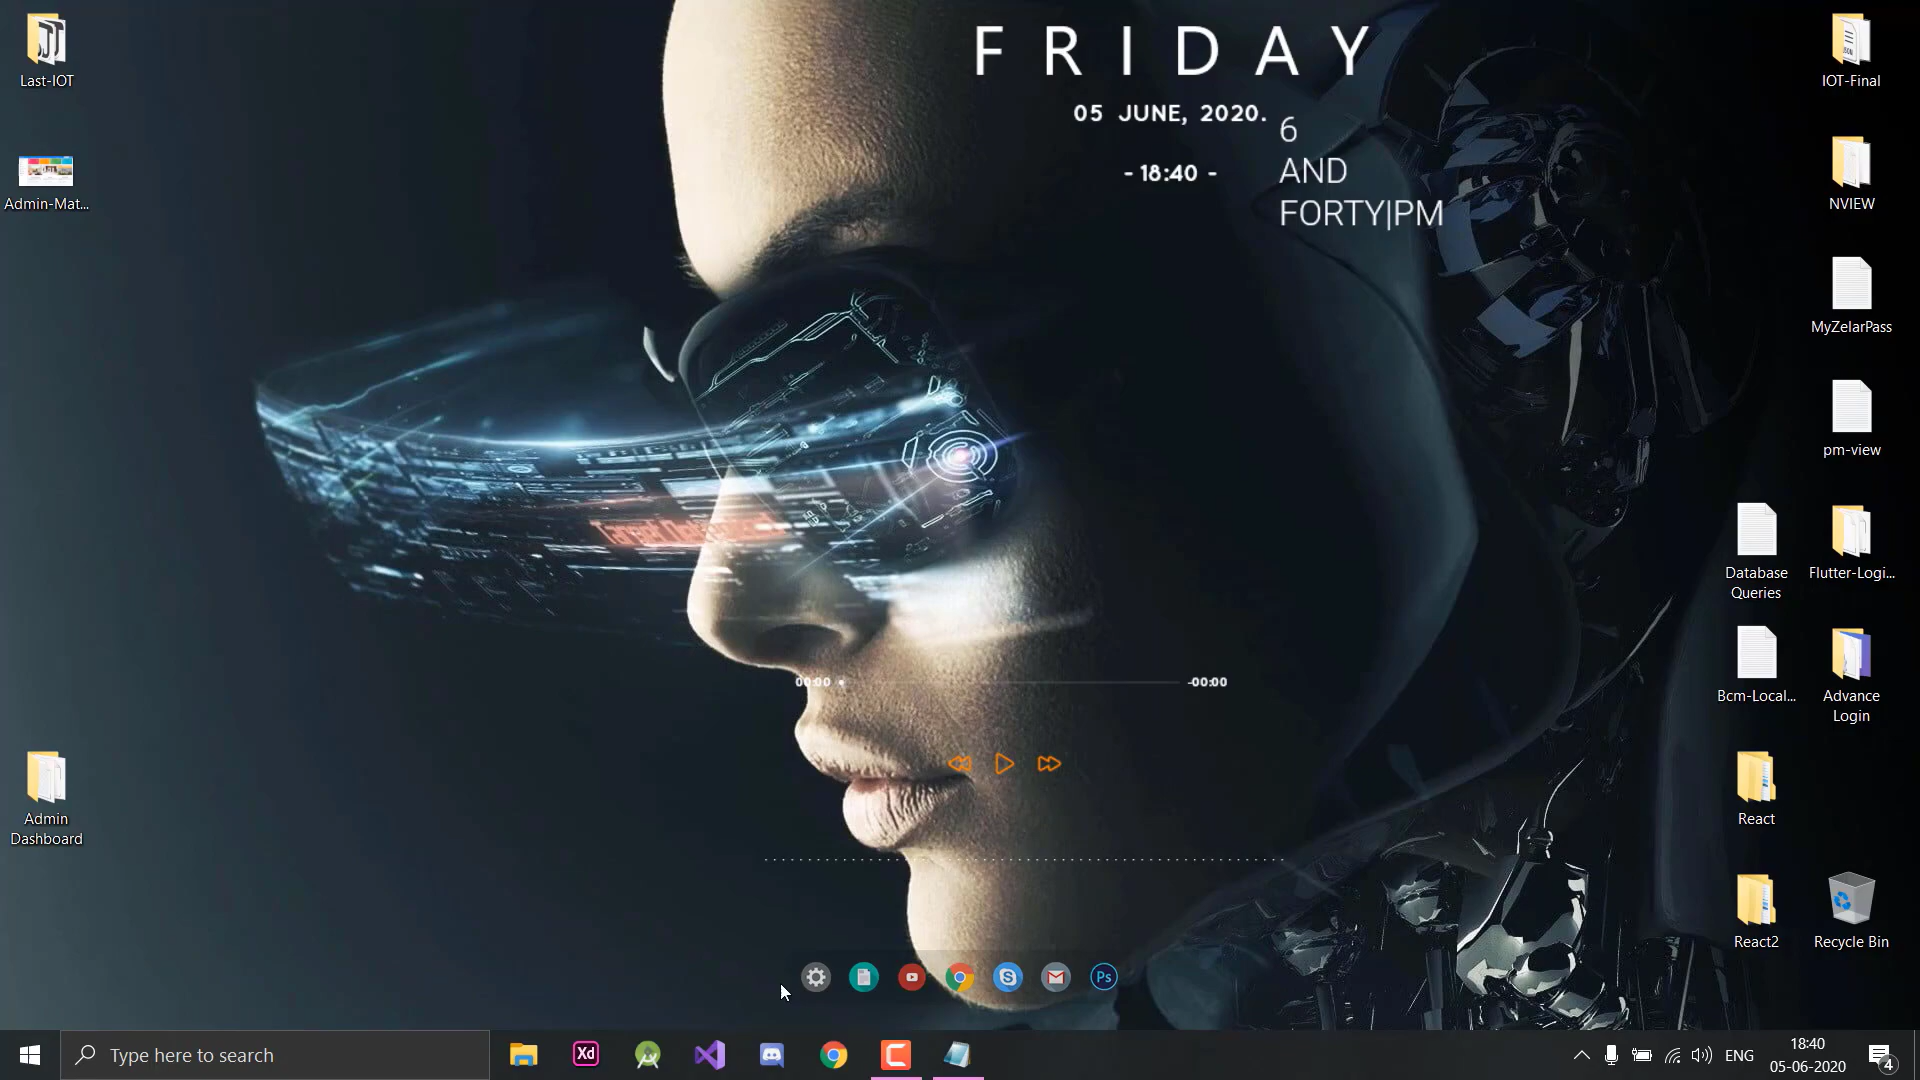 FRIDAY
05 JUNE, 2020.
- 18:40 -
6
AND
FORTY|PM
Last-IOT
Admin-Mat...
Admin
Dashboard
IOT-Final
NVIEW
MyZelarPass
pm-view
Database
Queries
Flutter-Logi...
Bcm-Local...
Advance
Login
React
React2
Recycle Bin
00:00
-00:00
Ps
Type here to search
Xd
ENG
18:40
05-06-2020
4